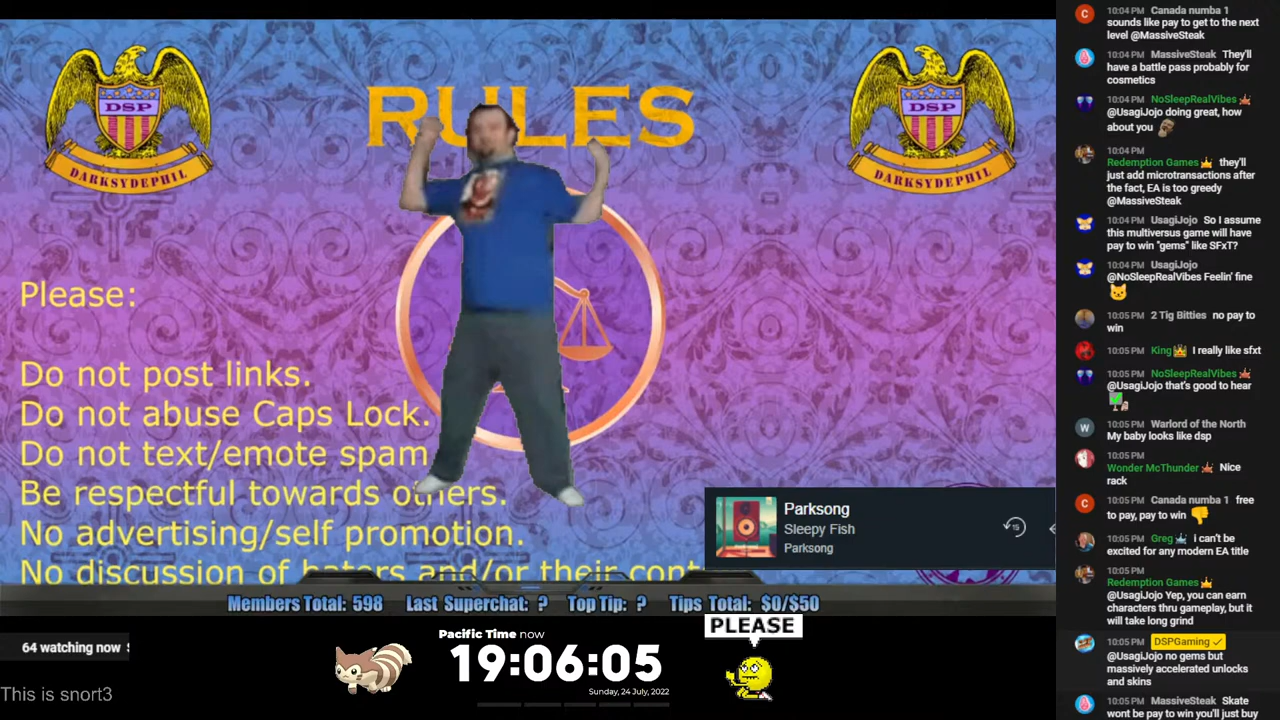 DSP
DARKSYDEPHIL
RULES
DSP
DARKSYDEPHIL
Please:
Do not post links.
Do not abuse Caps Lock.
Do not text/emote spam
Be respectful towards others.
No advertising/self promotion.
No discussion of haters and/or their cont
Parksong
Sleepy Fish
Parksong
15
Members Total: 598 Last Superchat: ? Top Tip: ? Tips Total: $0/$50
64 watching now
Pacific Time now
19:06:05
Sunday, 24 July, 2022
PLEASE
This is snort3
10:04 PM Canada numba 1
sounds like pay to get to the next
level @MassiveSteak
10:04 PM MassiveSteak They'll
have a battle pass probably for
cosmetics
10:04 PM NoSleepRealVibes
@UsagiJojo doing great, how
about you
10:04 PM
Redemption Games they'll
just add microtransactions after
the fact, EA is too greedy
@MassiveSteak
10:04 PM UsagiJojo So I assume
this multiversus game will have
pay to win "gems" like SFxT?
10:04 PM UsagiJojo
@NoSleepRealVibes Feelin' fine
10:05 PM 2 Tig Bitties no pay to
win
10:05 PM King I really like sfxt
10:05 PM NoSleepRealVibes
@UsagiJojo that's good to hear
W
10:05 PM Warlord of the North
My baby looks like dsp
10:05 PM
Wonder McThunder Nice
rack
C
10:05 PM Canada numba 1 free
to pay, pay to win
10:05 PM Greg i can't be
excited for any modern EA title
10:05 PM
Redemption Games
@UsagiJojo Yep, you can earn
characters thru gameplay, but it
will take long grind
10:05 PM DSPGaming
@UsagiJojo no gems but
massively accelerated unlocks
and skins
10:05 PM MassiveSteak Skate
wont be pay to win you'll just buy